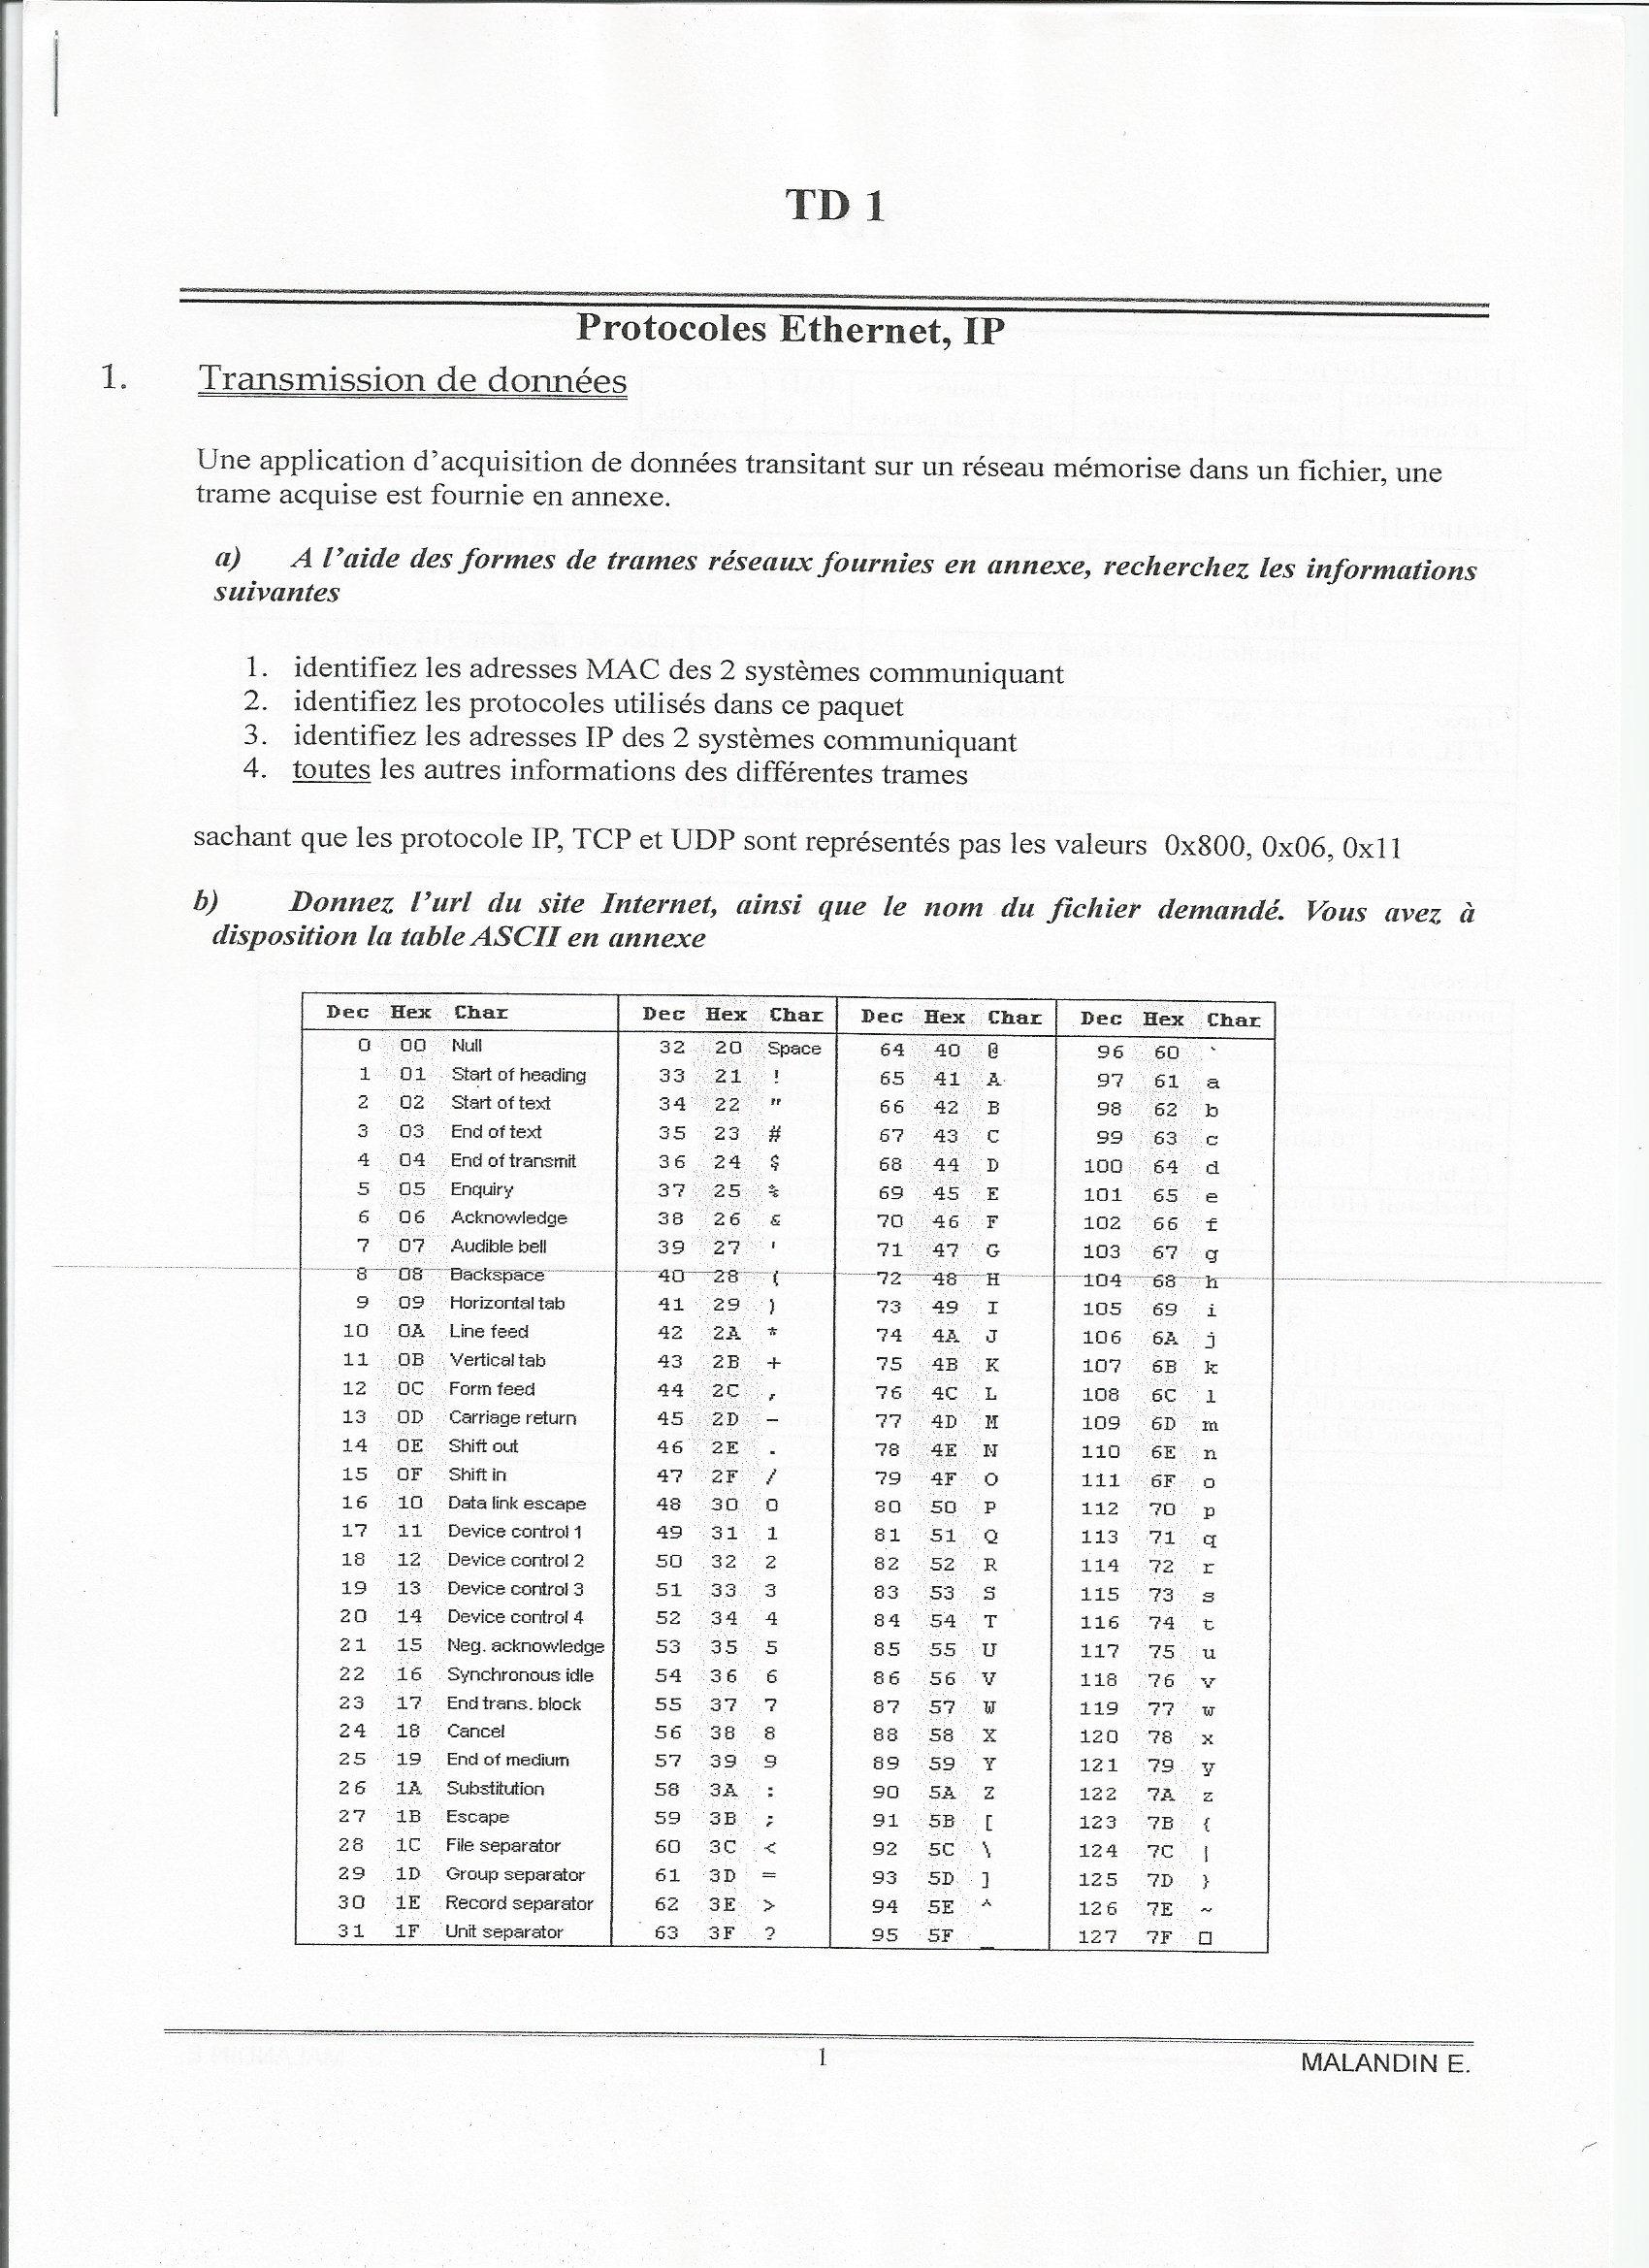 TD 1
Protocoles Ethernet, IP
1. Transmission de données
Une application d'acquisition de données transitant sur un réseau mémorise dans un fichier, une
trame acquise est fournie en annexe.
a) A l'aide des formes de trames réseaux fournies en annexe, recherchez les informations
suivantes
1. identifiez les adresses MAC des 2 systèmes communiquant
2. identifiez les protocoles utilisés dans ce paquet
3. identifiez les adresses IP des 2 systèmes communiquant
4. toutes les autres informations des différentes trames
sachant que les protocole IP, TCP et UDP sont représentés pas les valeurs 0x800, 0x06, 0x11
b) Donnez l'url du site Internet, ainsi que le nom du fichier demandé. Vous avez à
disposition la table ASCII en annexe
Dec Hex Char Dec Hex Char Dec Hex Char Dec Hex Char
0 00 Null 32 20 Space 64 40 @ 96 60 `
1 01 Start of heading 33 21 ! 65 41 A 97 61 a
2 02 Start of text 34 22 " 66 42 B 98 62 b
3 03 End of text 35 23 # 67 43 C 99 63 c
4 04 End of transmit 36 24 $ 68 44 D 100 64 d
5 05 Enquiry 37 25 % 69 45 E 101 65 e
6 06 Acknowledge 38 26 & 70 46 F 102 66 f
7 07 Audible bell 39 27 ' 71 47 G 103 67 g
8 08 Backspace 40 28 ( 72 48 H 104 68 h
9 09 Horizontal tab 41 29 ) 73 49 I 105 69 i
10 0A Line feed 42 2A * 74 4A J 106 6A j
11 0B Vertical tab 43 2B + 75 4B K 107 6B k
12 0C Form feed 44 2C , 76 4C L 108 6C l
13 0D Carriage return 45 2D - 77 4D M 109 6D m
14 0E Shift out 46 2E . 78 4E N 110 6E n
15 0F Shift in 47 2F / 79 4F O 111 6F o
16 10 Data link escape 48 30 0 80 50 P 112 70 p
17 11 Device control 1 49 31 1 81 51 Q 113 71 q
18 12 Device control 2 50 32 2 82 52 R 114 72 r
19 13 Device control 3 51 33 3 83 53 S 115 73 s
20 14 Device control 4 52 34 4 84 54 T 116 74 t
21 15 Neg. acknowledge 53 35 5 85 55 U 117 75 u
22 16 Synchronous idle 54 36 6 86 56 V 118 76 v
23 17 End trans. block 55 37 7 87 57 W 119 77 w
24 18 Cancel 56 38 8 88 58 X 120 78 x
25 19 End of medium 57 39 9 89 59 Y 121 79 y
26 1A Substitution 58 3A : 90 5A Z 122 7A z
27 1B Escape 59 3B ; 91 5B [ 123 7B {
28 1C File separator 60 3C < 92 5C \ 124 7C |
29 1D Group separator 61 3D = 93 5D ] 125 7D }
30 1E Record separator 62 3E > 94 5E ^ 126 7E ~
31 1F Unit separator 63 3F ? 95 5F _ 127 7F □
1
MALANDIN E.